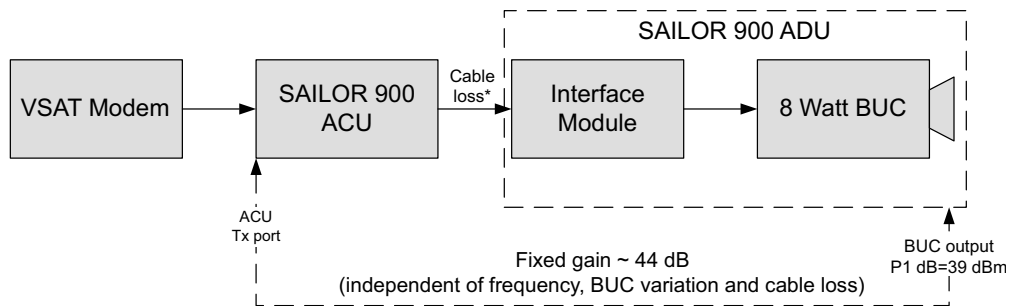 SAILOR 900 ADU
VSAT Modem
SAILOR 900
ACU
Cable
loss*
Interface
Module
8 Watt BUC
ACU
Tx port
Fixed gain ~ 44 dB
(independent of frequency, BUC variation and cable loss)
BUC output
P1 dB=39 dBm